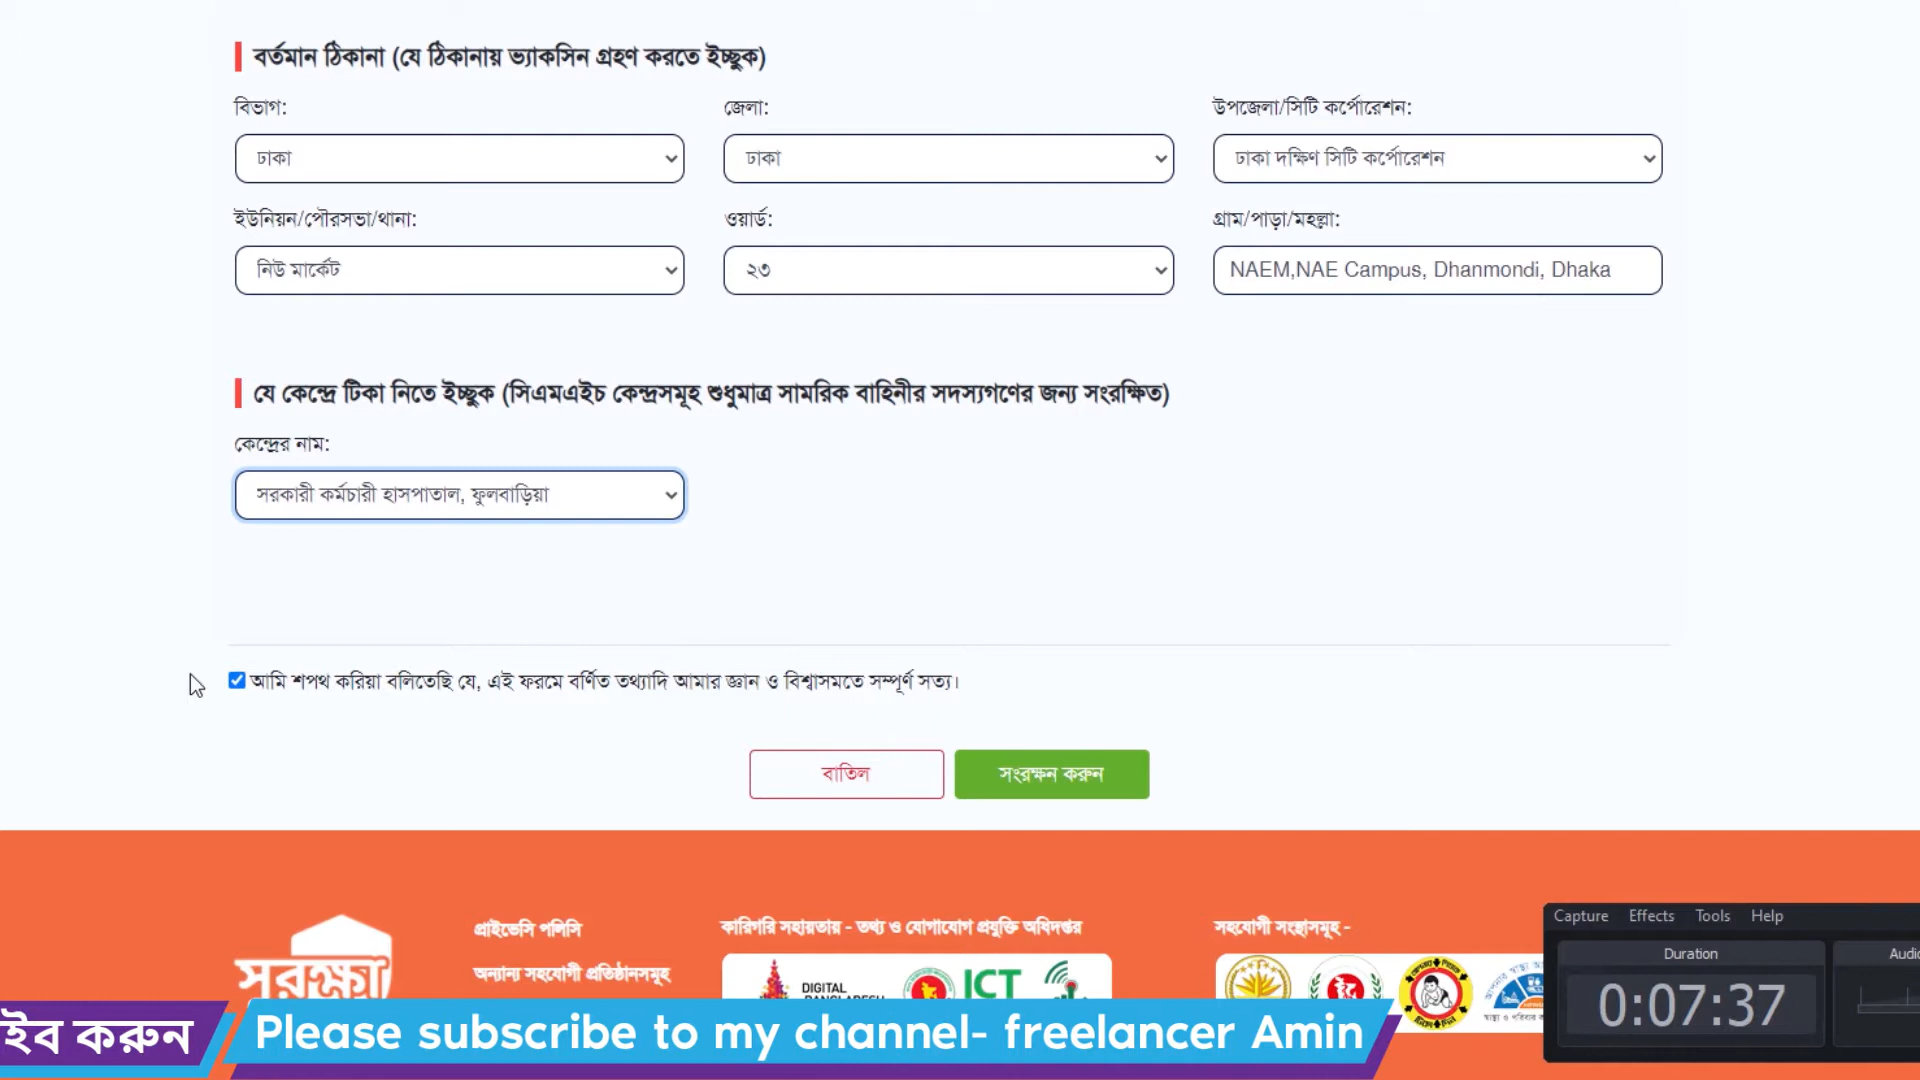 বর্তমান ঠিকানা (যে ঠিকানায় ভ্যাকসিন গ্রহণ করতে ইচ্ছুক)
বিভাগ: জেলা: উপজেলা/সিটি কর্পোরেশন:
ঢাকা ঢাকা ঢাকা দক্ষিণ সিটি কর্পোরেশন
ইউনিয়ন/পৌরসভা/থানা: ওয়ার্ড: গ্রাম/পাড়া/মহল্লা:
নিউ মার্কেট ২৩ NAEM,NAE Campus, Dhanmondi, Dhaka
যে কেন্দ্রে টিকা নিতে ইচ্ছুক (সিএমএইচ কেন্দ্রসমূহ শুধুমাত্র সামরিক বাহিনীর সদস্যগণের জন্য সংরক্ষিত)
কেন্দ্রের নাম:
সরকারী কর্মচারী হাসপাতাল, ফুলবাড়িয়া
আমি শপথ করিয়া বলিতেছি যে, এই ফরমে বর্ণিত তথ্যাদি আমার জ্ঞান ও বিশ্বাসমতে সম্পূর্ণ সত্য।
বাতিল সংরক্ষন করুন
প্রাইভেসি পলিসি কারিগরি সহায়তায় - তথ্য ও যোগাযোগ প্রযুক্তি অধিদপ্তর সহযোগী সংস্থাসমূহ -
সুরক্ষা অন্যান্য সহযোগী প্রতিষ্ঠানসমূহ
DIGITAL ICT
Capture Effects Tools Help
Duration
0:07:37
ইব করুন Please subscribe to my channel- freelancer Amin